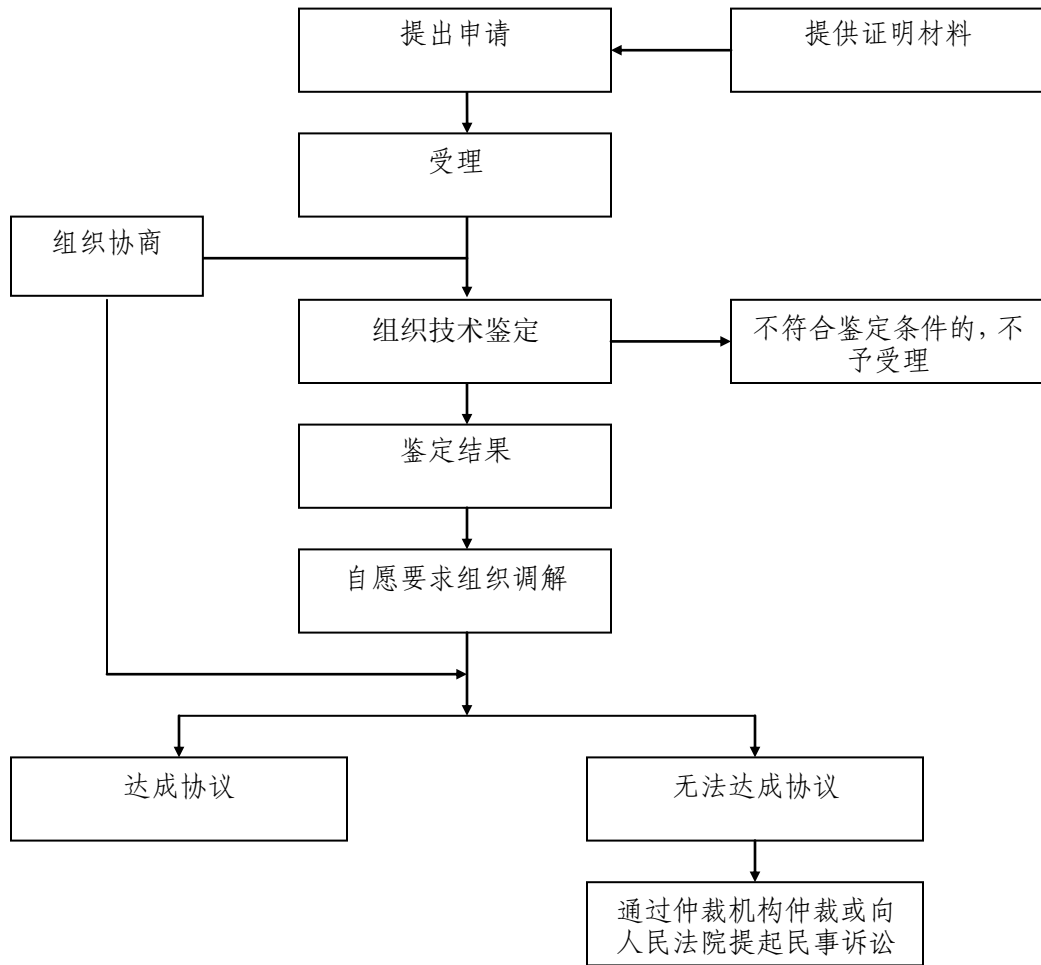 提出申请
提供证明材料
受理
组织协商
组织技术鉴定
不符合鉴定条件的，不
予受理
鉴定结果
自愿要求组织调解
达成协议
无法达成协议
通过仲裁机构仲裁或向
人民法院提起民事诉讼